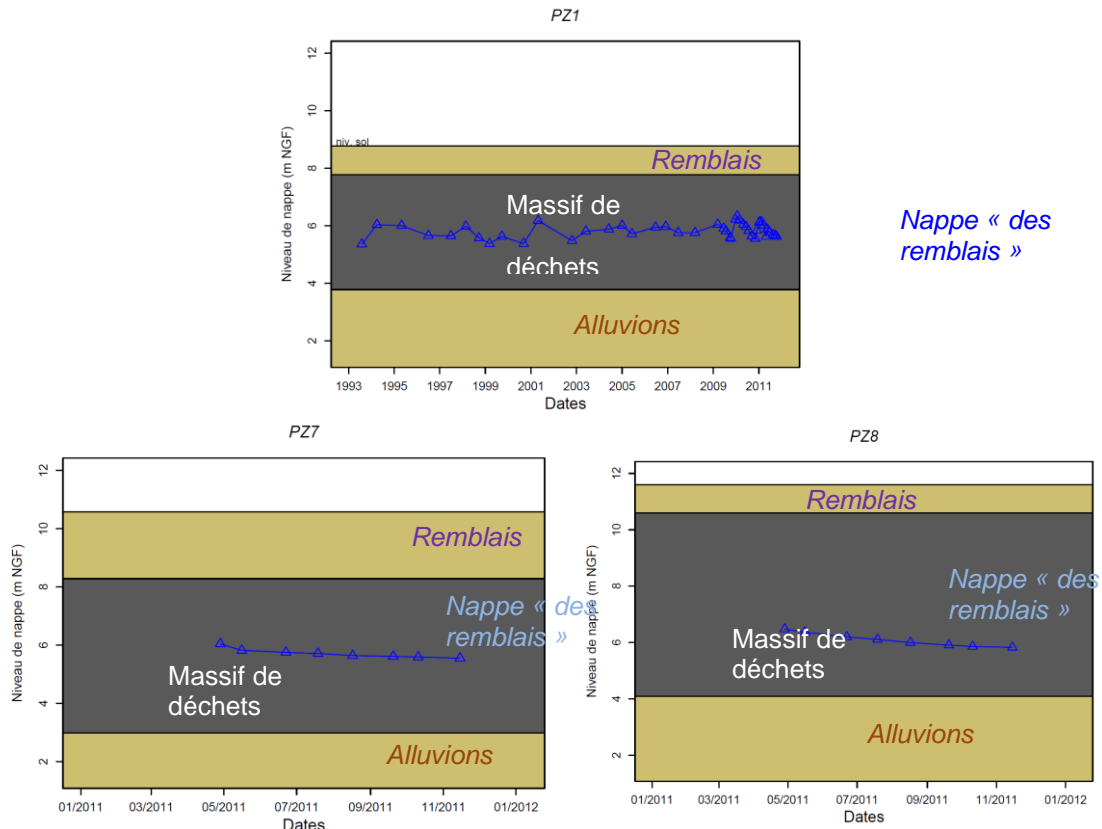 PZ1
Niveau de nappe (m NGF)
12
10
8
6
4
2
niv. sol
Remblais
Massif de
déchets
Alluvions
Nappe « des
remblais »
1993 1995 1997 1999 2001 2003 2005 2007 2009 2011
Dates
PZ7
Niveau de nappe (m NGF)
12
10
8
6
4
2
Remblais
Nappe « des
remblais »
Massif de
déchets
Alluvions
01/2011 03/2011 05/2011 07/2011 09/2011 11/2011 01/2012
Dates
PZ8
Niveau de nappe (m NGF)
12
10
8
6
4
2
Remblais
Nappe « des
remblais »
Massif de
déchets
Alluvions
01/2011 03/2011 05/2011 07/2011 09/2011 11/2011 01/2012
Dates